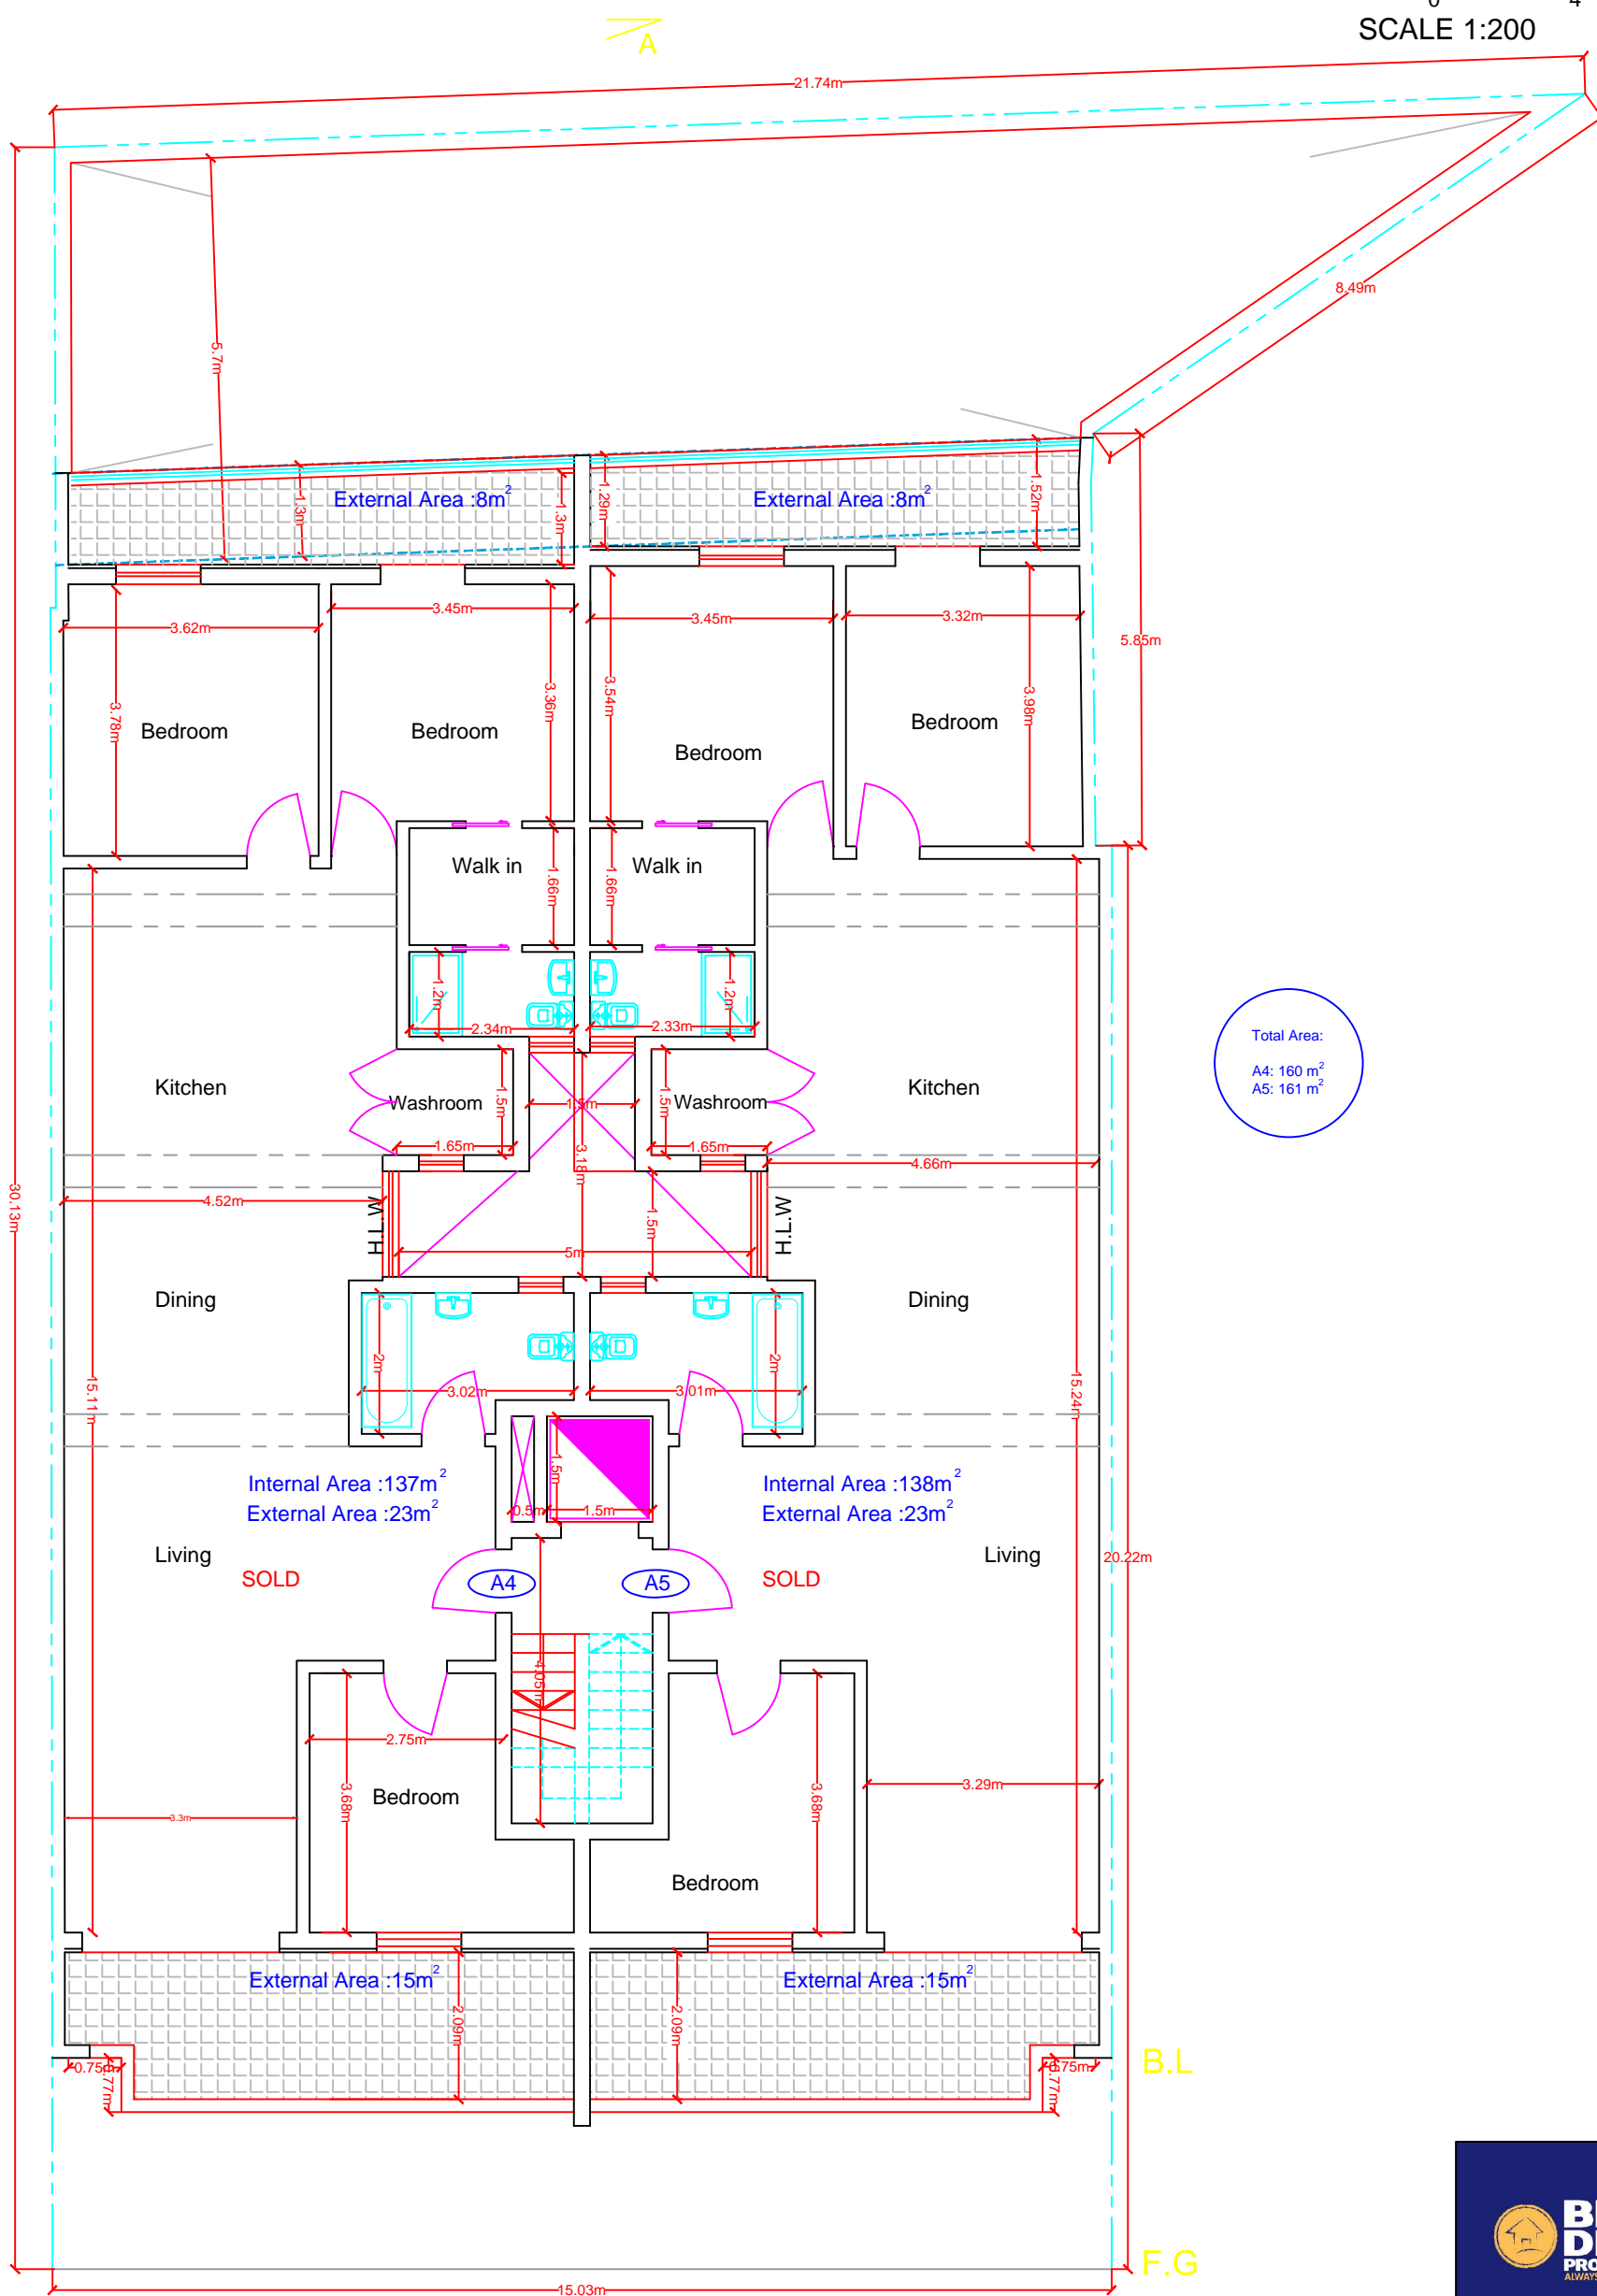 0 4
SCALE 1:200
A
21.74m
8.49m
5.7m
External Area :8m²
External Area :8m²
1.3m
1.3m
1.29m
1.52m
3.62m
3.45m
3.45m
3.32m
5.85m
3.78m
3.36m
3.54m
3.98m
Bedroom
Bedroom
Bedroom
Bedroom
Walk in
Walk in
1.66m
1.66m
1.2m
1.2m
2.34m
2.33m
Total Area:
A4: 160 m²
A5: 161 m²
Kitchen
Kitchen
Washroom
Washroom
1.5m
1.5m
1.5m
1.65m
1.65m
3.18m
4.66m
30.13m
4.52m
H.L.W
H.L.W
1.5m
5m
Dining
Dining
2m
2m
3.02m
3.01m
15.11m
15.24m
Internal Area :137m²
External Area :23m²
Internal Area :138m²
External Area :23m²
1.5m
0.5m
1.5m
Living
Living
20.22m
SOLD
A4
A5
SOLD
4.05m
2.75m
3.68m
3.68m
3.29m
3.3m
Bedroom
Bedroom
External Area :15m²
External Area :15m²
2.09m
2.09m
0.75m
0.77m
0.75m
0.77m
B.L
F.G
15.03m